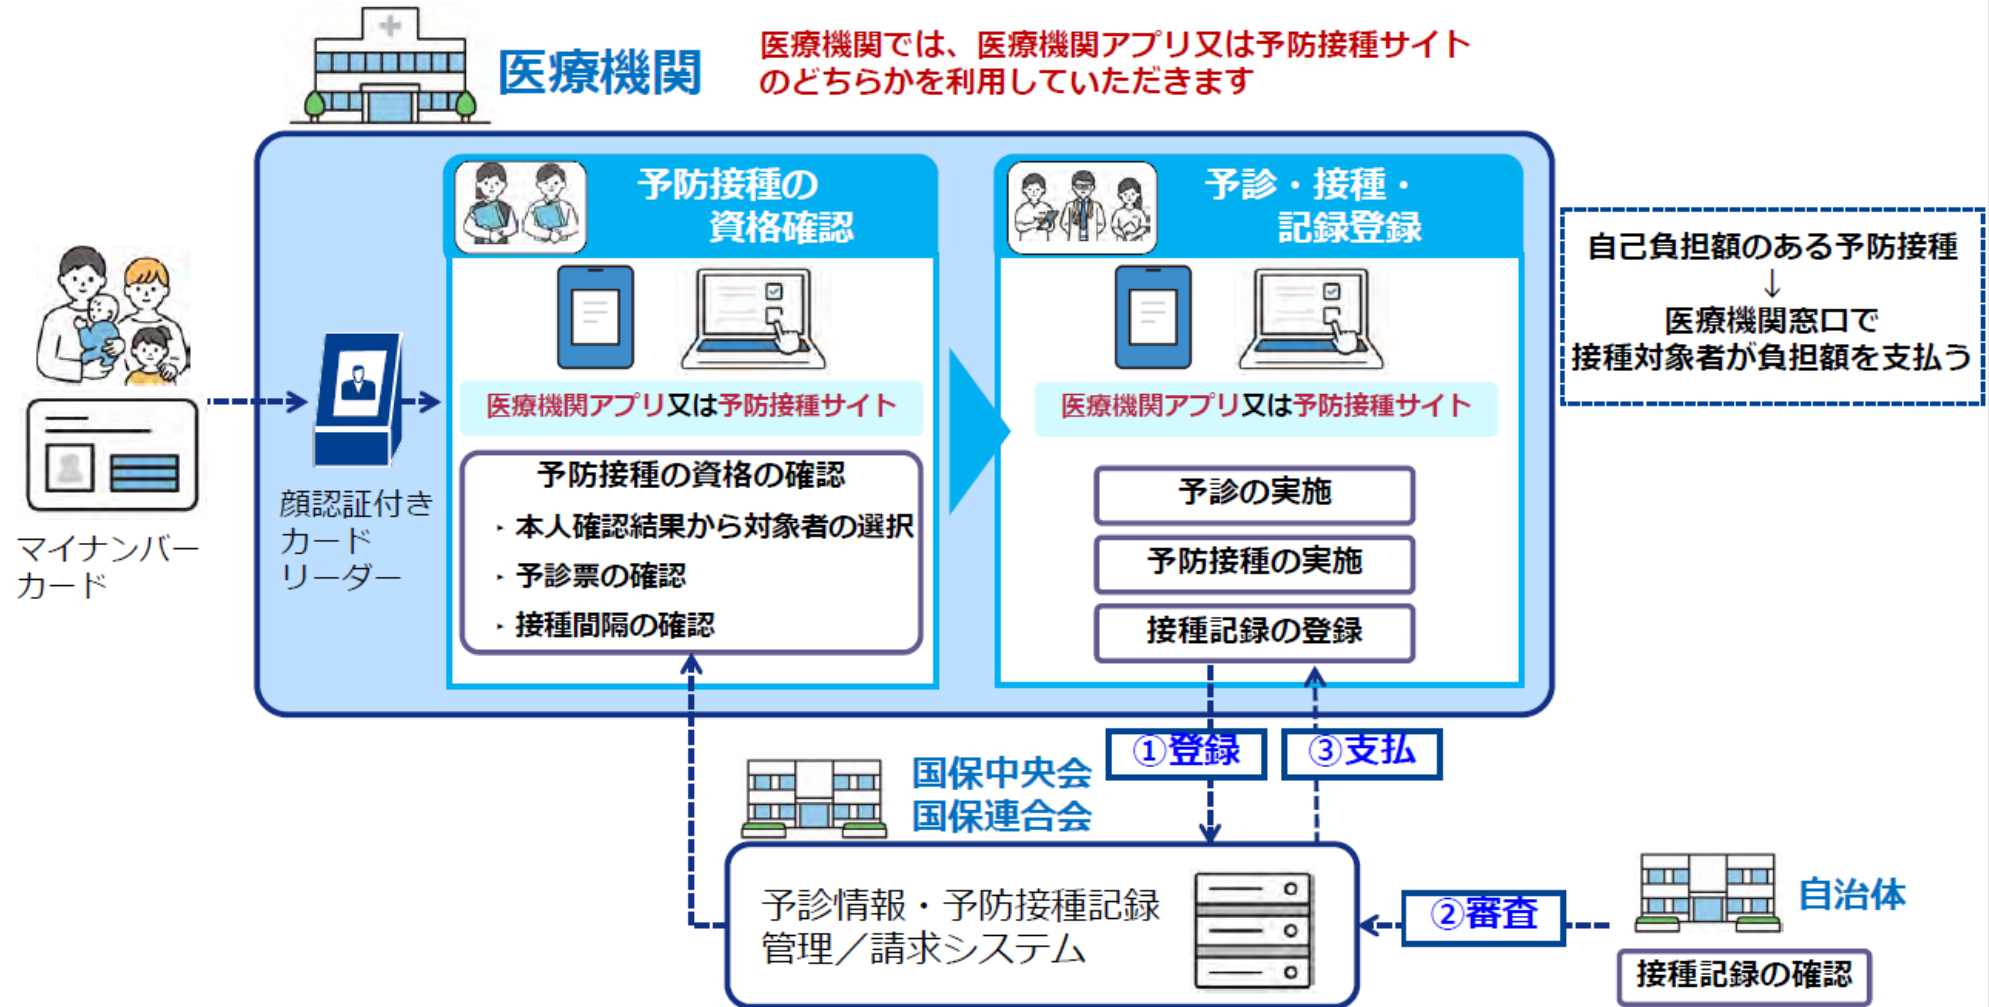 医療機関
医療機関では、医療機関アプリ又は予防接種サイト
のどちらかを利用していただきます
予防接種の
資格確認
医療機関アプリ又は予防接種サイト
予防接種の資格の確認
‣ 本人確認結果から対象者の選択
‣ 予診票の確認
‣ 接種間隔の確認
予診・接種・
記録登録
医療機関アプリ又は予防接種サイト
予診の実施
予防接種の実施
接種記録の登録
自己負担額のある予防接種
↓
医療機関窓口で
接種対象者が負担額を支払う
マイナンバー
カード
顔認証付き
カード
リーダー
①登録
③支払
国保中央会
国保連合会
予診情報・予防接種記録
管理／請求システム
②審査
自治体
接種記録の確認